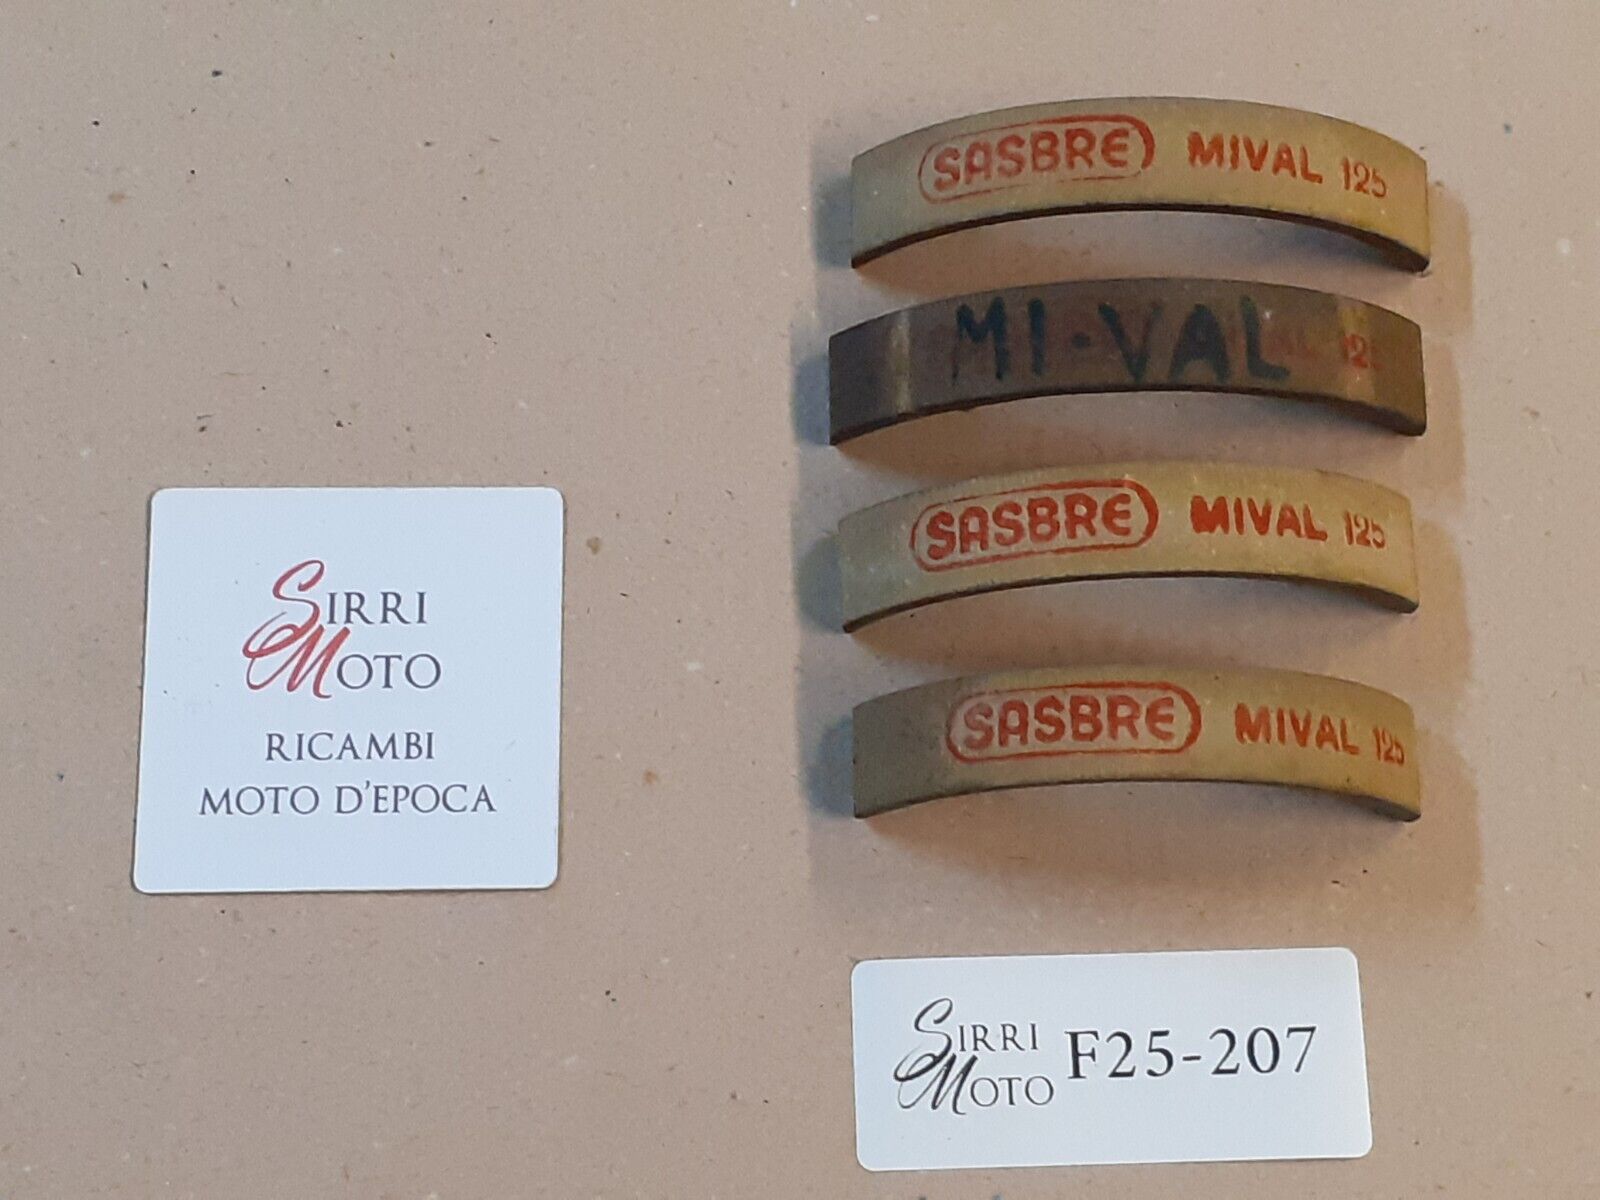 SASBRE MIVAL 125
MI-VAL
SASBRE MIVAL 125
SASBRE MIVAL 125
SIRRI
MOTO
RICAMBI
MOTO D'EPOCA
SIRRI
MOTO
F25-207